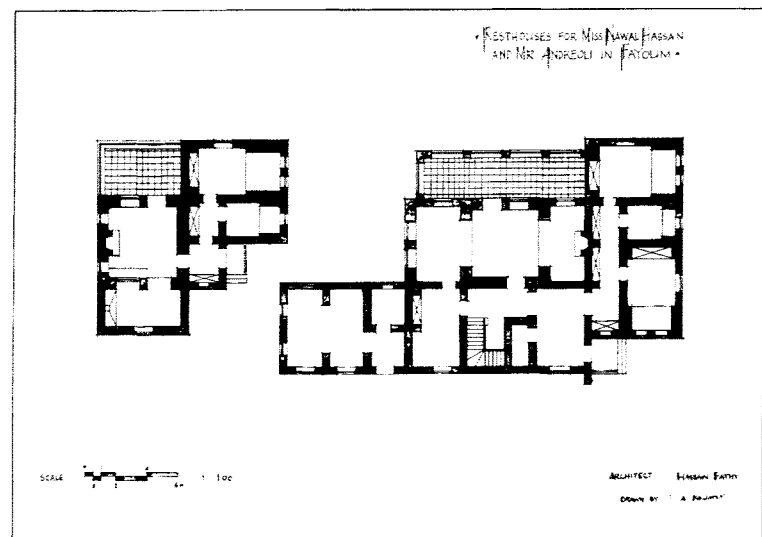 • RESTHOUSES FOR MISS NAWAL HASSAN
AND MR ANDREOLI IN FAYOUM •
SCALE 1:100
ARCHITECT HASSAN FATHY
DRAWN BY